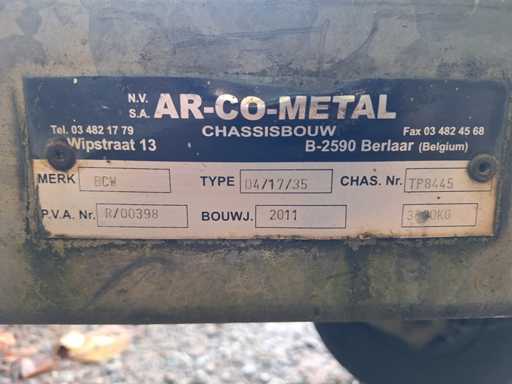 N.V. S.A. AR-CO-METAL
CHASSISBOUW
Tel. 03 482 17 79 Fax 03 482 45 68
Wipstraat 13 B-2590 Berlaar (Belgium)
MERK BCW TYPE 04/17/35 CHAS. Nr. TP8445
P.V.A. Nr. R/00398 BOUWJ. 2011